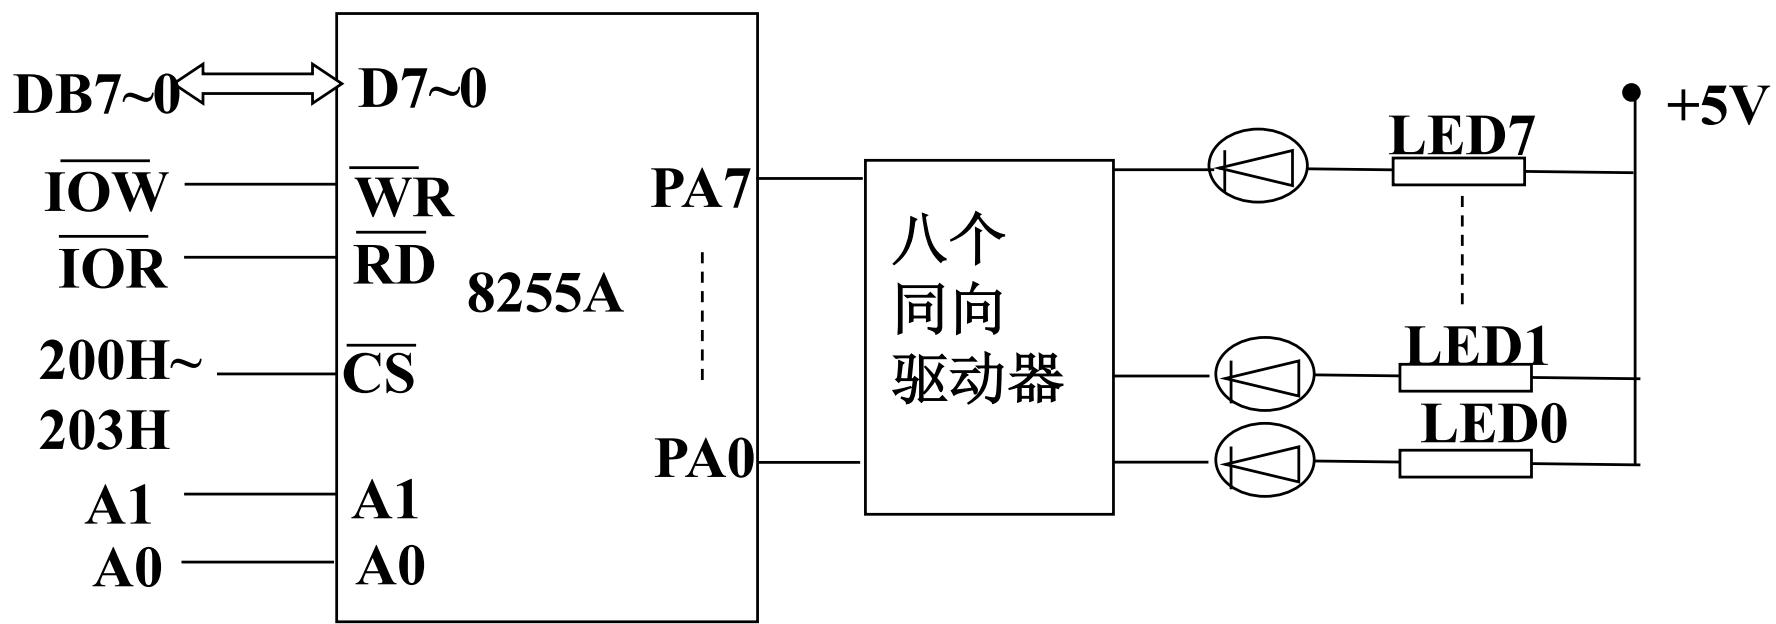 DB7~0
D7~0
+5V
LED7
IOW
WR
PA7
IOR
RD
8255A
八个
同向
驱动器
200H~
203H
CS
LED1
LED0
PA0
A1
A1
A0
A0